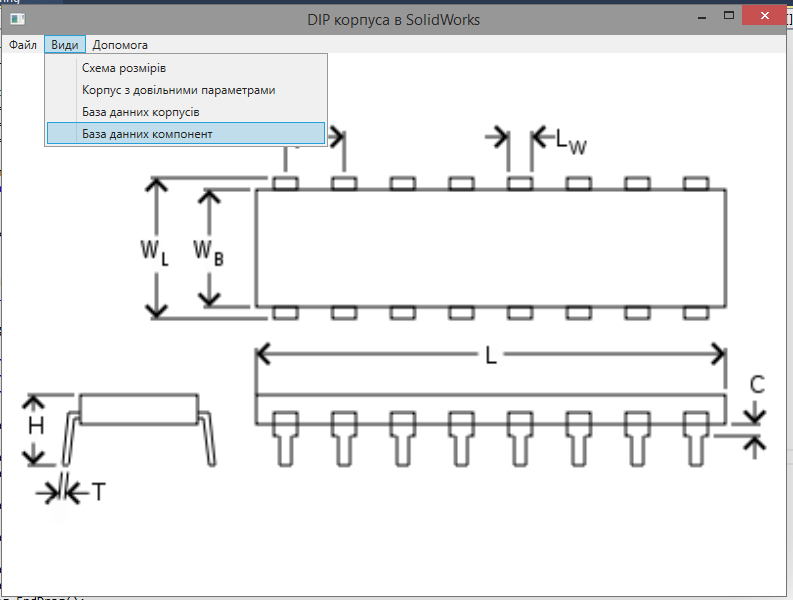 DIP корпуса в SolidWorks
Файл Види Допомога
Схема розмірів
Корпус з довільними параметрами
База данних корпусів
База данних компонент
LW
WL WB
L
C
H
T